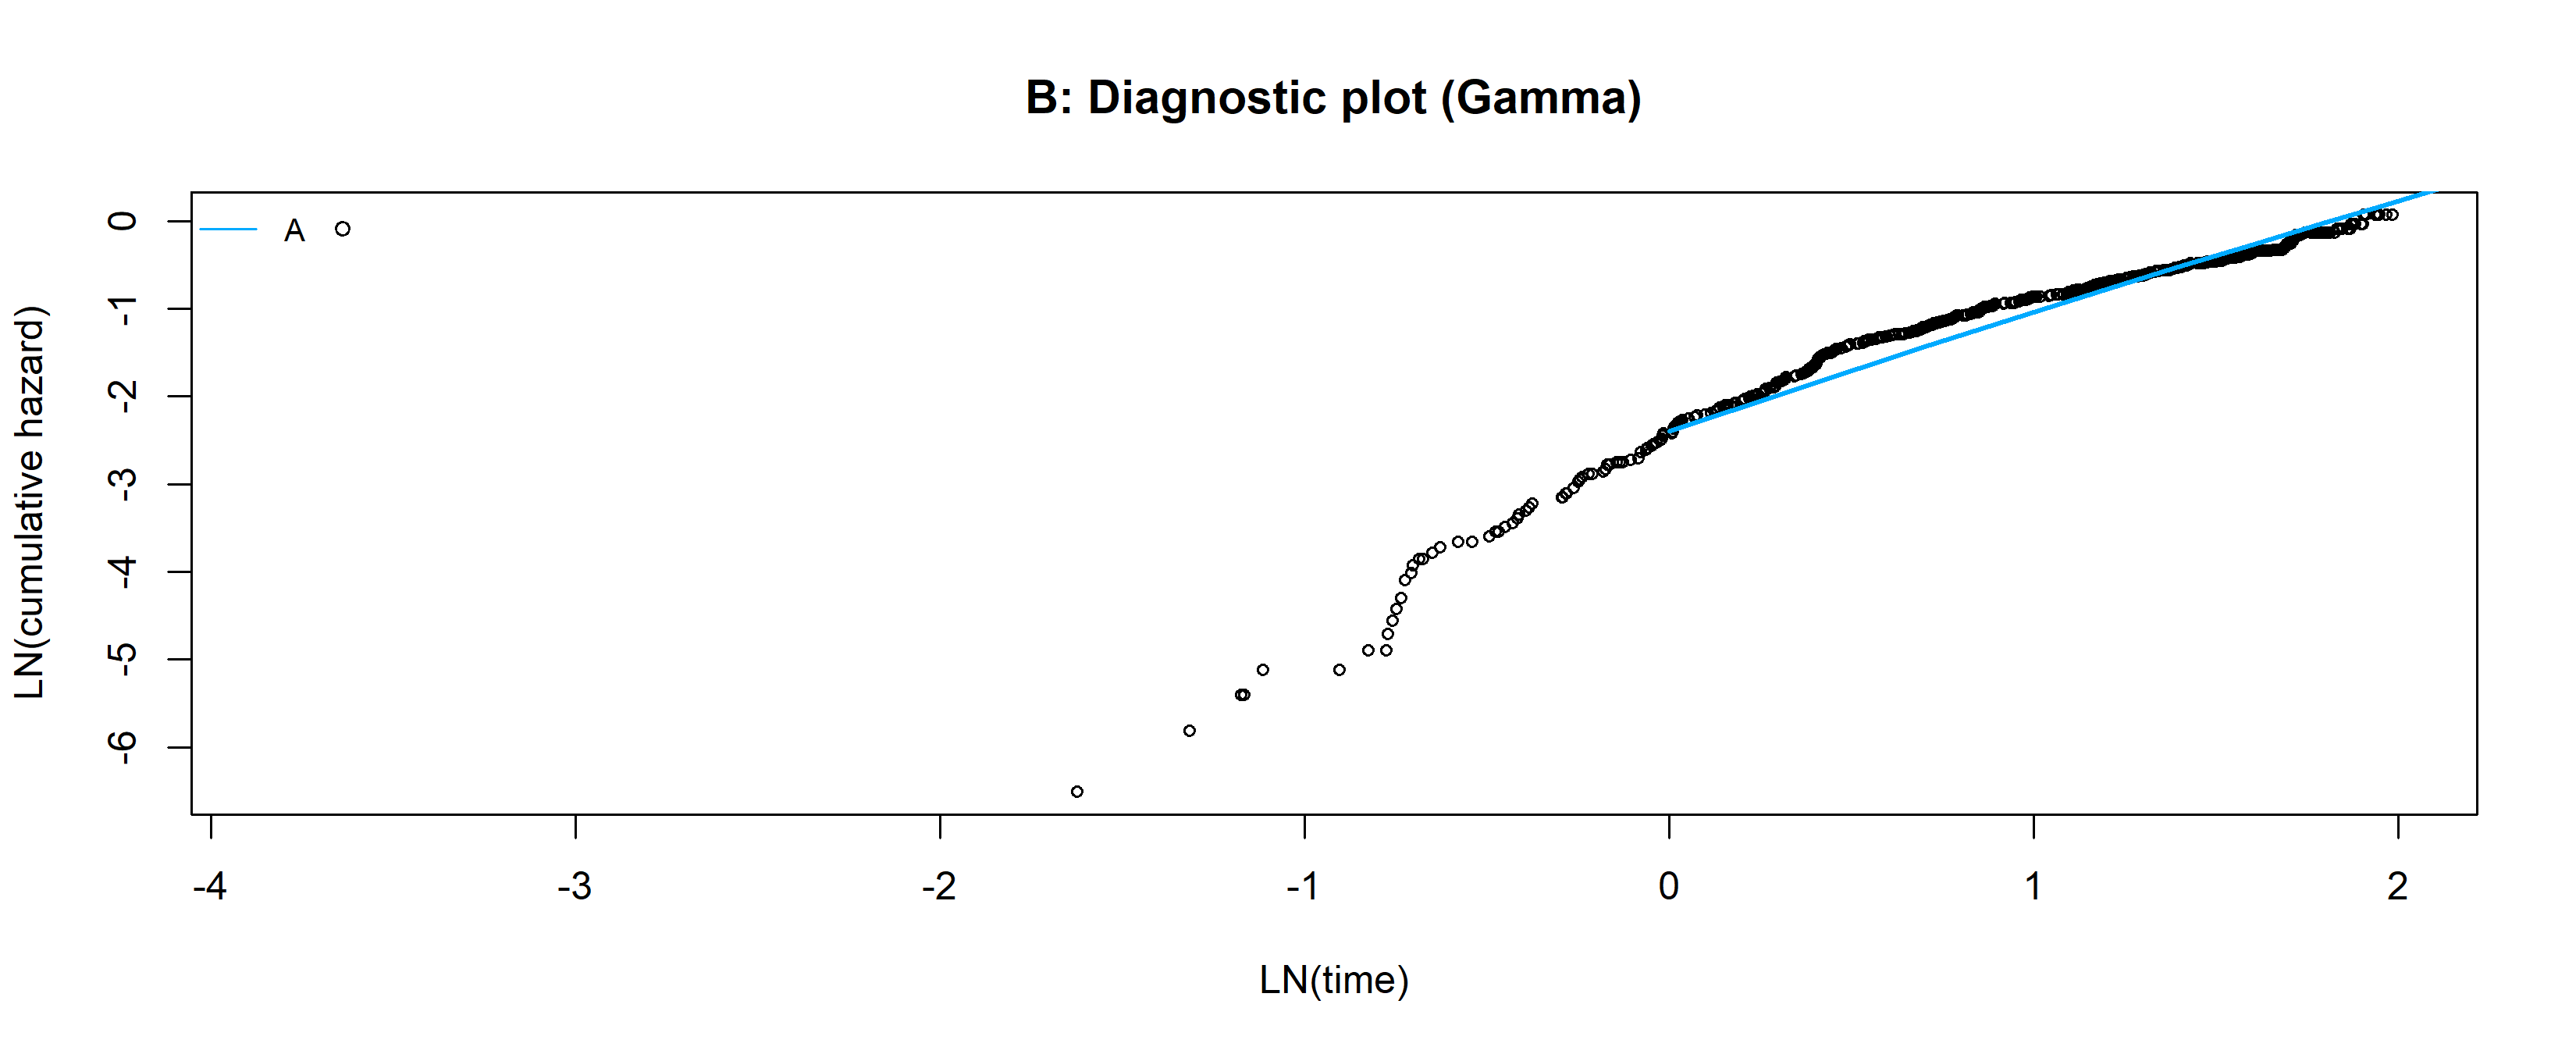 B: Diagnostic plot (Gamma)
A
LN(cumulative hazard)
0
-1
-2
-3
-4
-5
-6
-4 -3 -2 -1 0 1 2
LN(time)